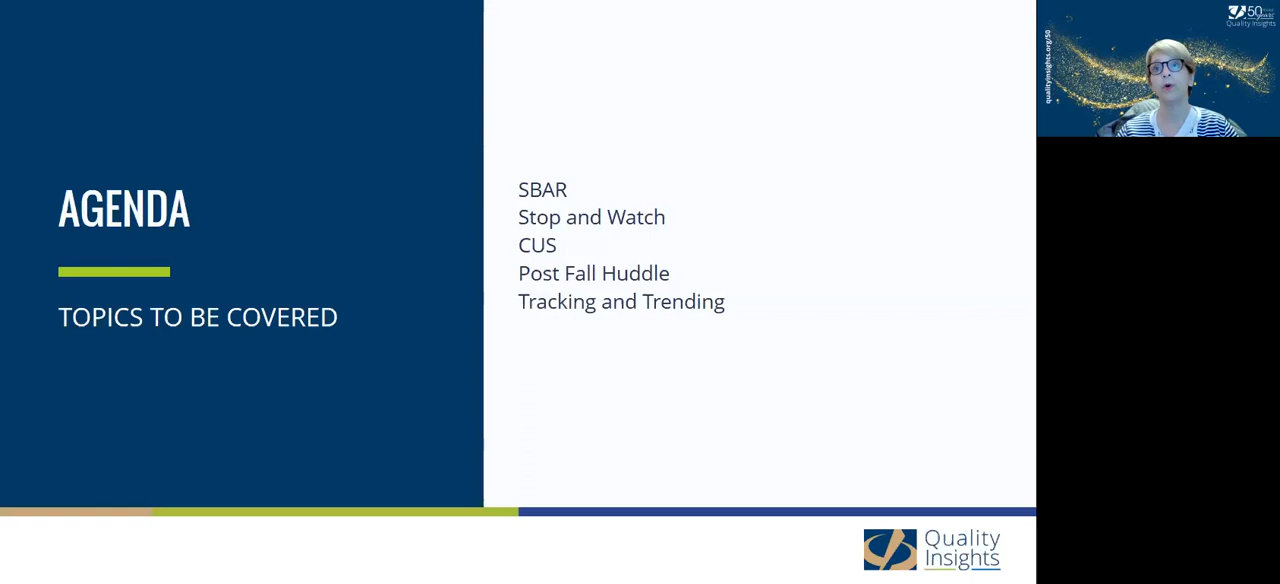 AGENDA
TOPICS TO BE COVERED
SBAR
Stop and Watch
CUS
Post Fall Huddle
Tracking and Trending
Quality
Insights
50
Quality Insights
qualityinsights.org/50